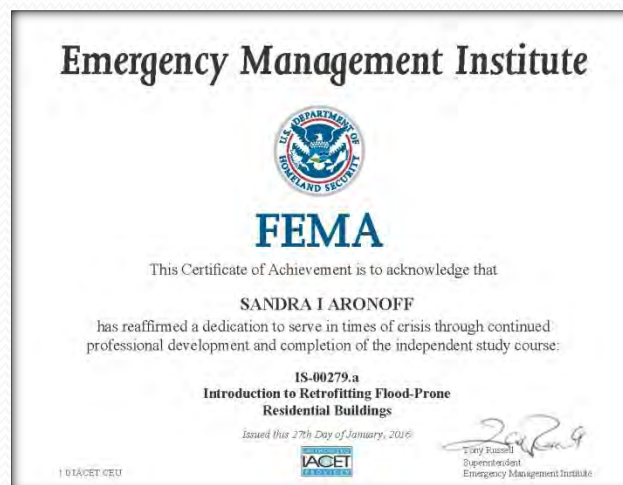 Emergency Management Institute
U.S. DEPARTMENT OF
HOMELAND SECURITY
FEMA
This Certificate of Achievement is to acknowledge that
SANDRA I ARONOFF
has reaffirmed a dedication to serve in times of crisis through continued
professional development and completion of the independent study course:
IS-00279.a
Introduction to Retrofitting Flood-Prone
Residential Buildings
Issued this 27th Day of January, 2016
IACET
PROVIDER
Tony Russell
Superintendent
Emergency Management Institute
1.0 IACET CEU